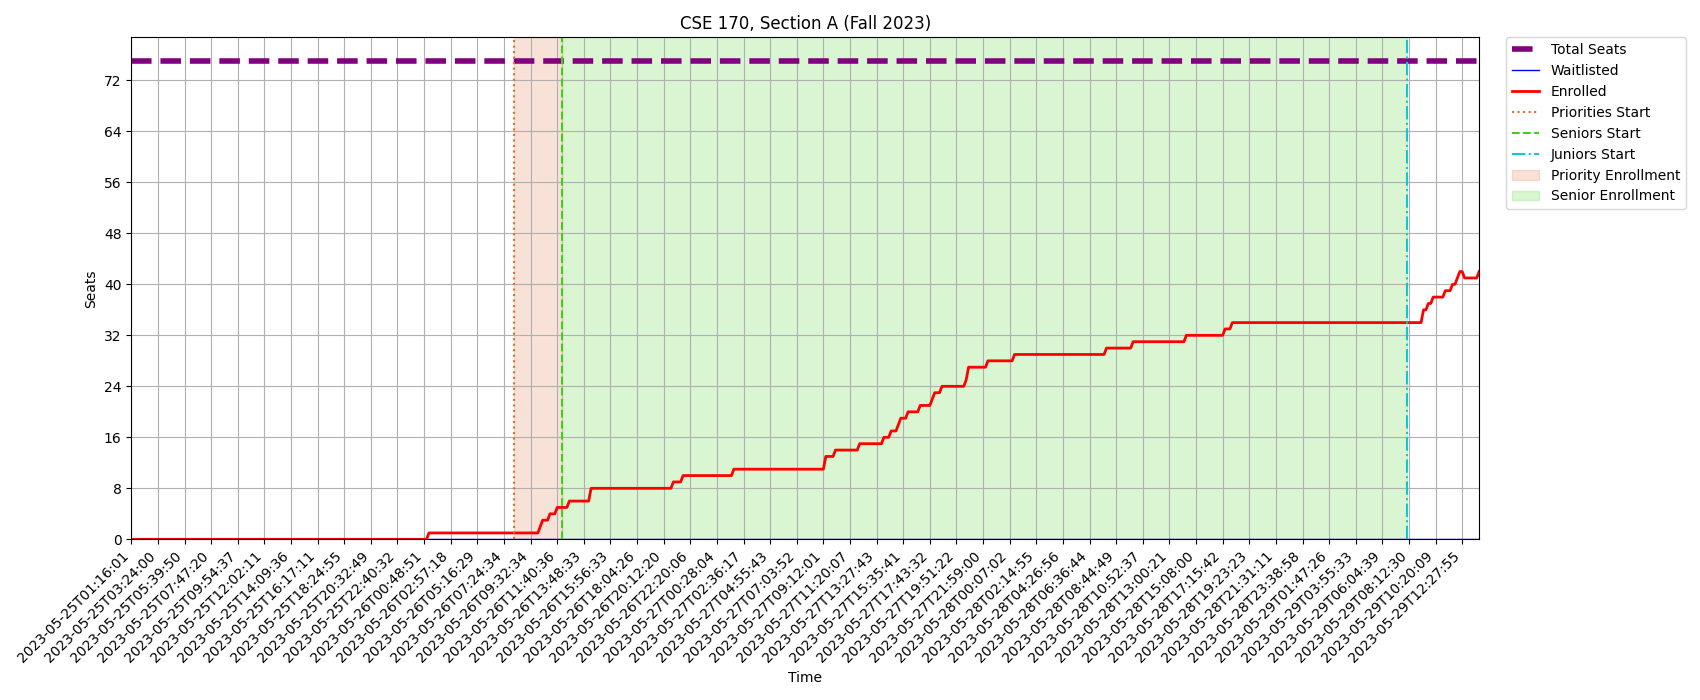 CSE 170, Section A (Fall 2023)
Total Seats
Waitlisted
Enrolled
Priorities Start
Seniors Start
Juniors Start
Priority Enrollment
Senior Enrollment
Seats
72
64
56
48
40
32
24
16
8
0
2023-05-25T01:16:01
2023-05-25T03:24:00
2023-05-25T05:39:50
2023-05-25T07:47:20
2023-05-25T09:54:37
2023-05-25T12:02:11
2023-05-25T14:09:36
2023-05-25T16:17:11
2023-05-25T18:24:55
2023-05-25T20:32:49
2023-05-25T22:40:32
2023-05-26T00:48:51
2023-05-26T02:57:18
2023-05-26T05:16:29
2023-05-26T07:24:34
2023-05-26T09:32:34
2023-05-26T11:40:36
2023-05-26T13:48:33
2023-05-26T15:56:33
2023-05-26T18:04:26
2023-05-26T20:12:20
2023-05-26T22:20:06
2023-05-27T00:28:04
2023-05-27T02:36:17
2023-05-27T04:55:43
2023-05-27T07:03:52
2023-05-27T09:12:01
2023-05-27T11:20:07
2023-05-27T13:27:43
2023-05-27T15:35:41
2023-05-27T17:43:32
2023-05-27T19:51:22
2023-05-27T21:59:00
2023-05-28T00:07:02
2023-05-28T02:14:55
2023-05-28T04:26:56
2023-05-28T06:36:44
2023-05-28T08:44:49
2023-05-28T10:52:37
2023-05-28T13:00:21
2023-05-28T15:08:00
2023-05-28T17:15:42
2023-05-28T19:23:23
2023-05-28T21:31:11
2023-05-28T23:38:58
2023-05-29T01:47:26
2023-05-29T03:55:33
2023-05-29T06:04:39
2023-05-29T08:12:30
2023-05-29T10:20:09
2023-05-29T12:27:55
Time